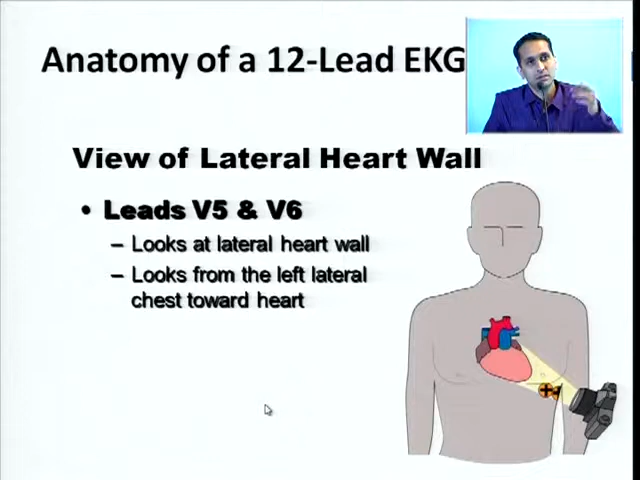 Anatomy of a 12-Lead EKG
View of Lateral Heart Wall
• Leads V5 & V6
– Looks at lateral heart wall
– Looks from the left lateral
chest toward heart